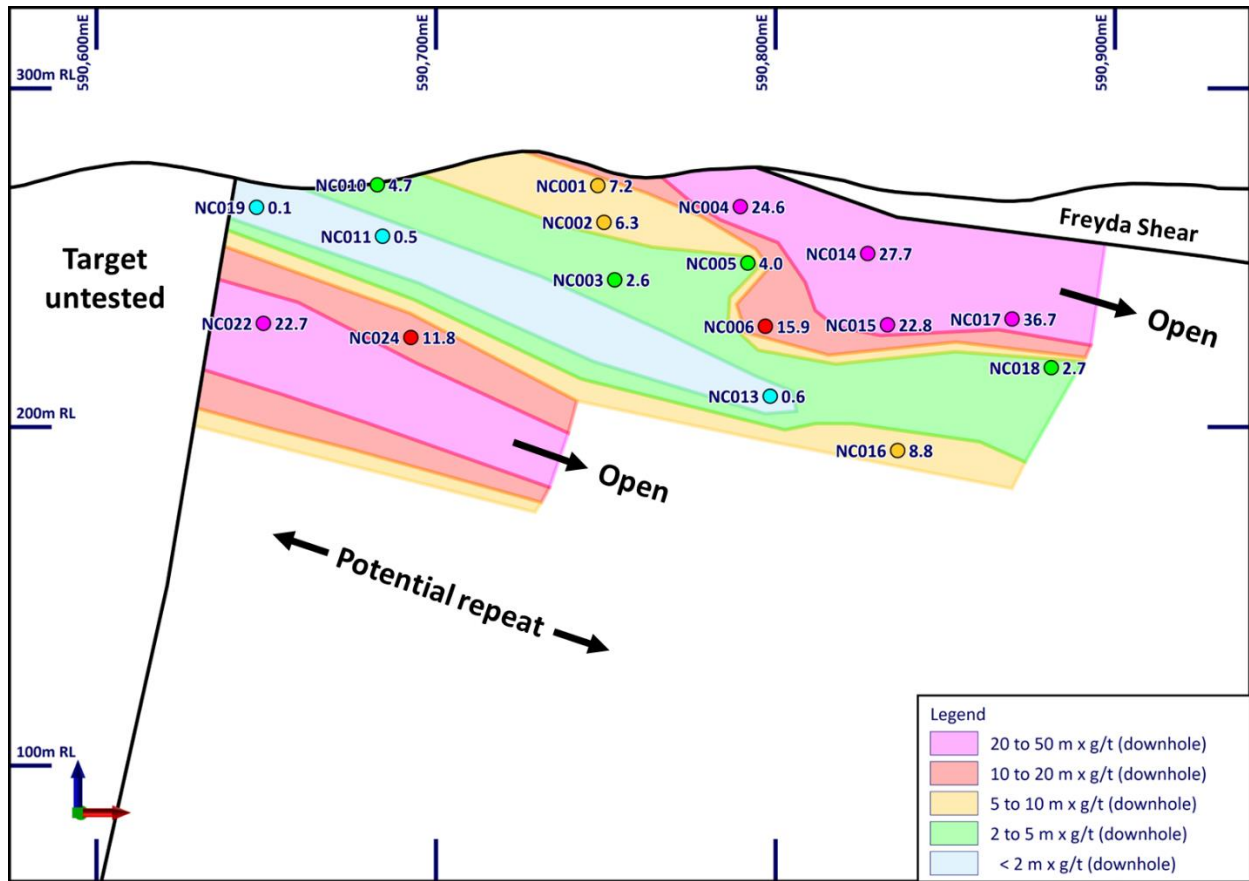 590,600mE
590,700mE
590,800mE
590,900mE
300m RL
NC010 4.7
NC001 7.2
NC019 0.1
NC004 24.6
NC002 6.3
Freyda Shear
NC011 0.5
NC014 27.7
Target
untested
NC005 4.0
NC003 2.6
Open
NC022 22.7
NC006 15.9
NC015 22.8
NC017 36.7
NC024 11.8
NC018 2.7
NC013 0.6
200m RL
NC016 8.8
Open
Potential repeat
Legend
20 to 50 m x g/t (downhole)
10 to 20 m x g/t (downhole)
5 to 10 m x g/t (downhole)
2 to 5 m x g/t (downhole)
< 2 m x g/t (downhole)
100m RL